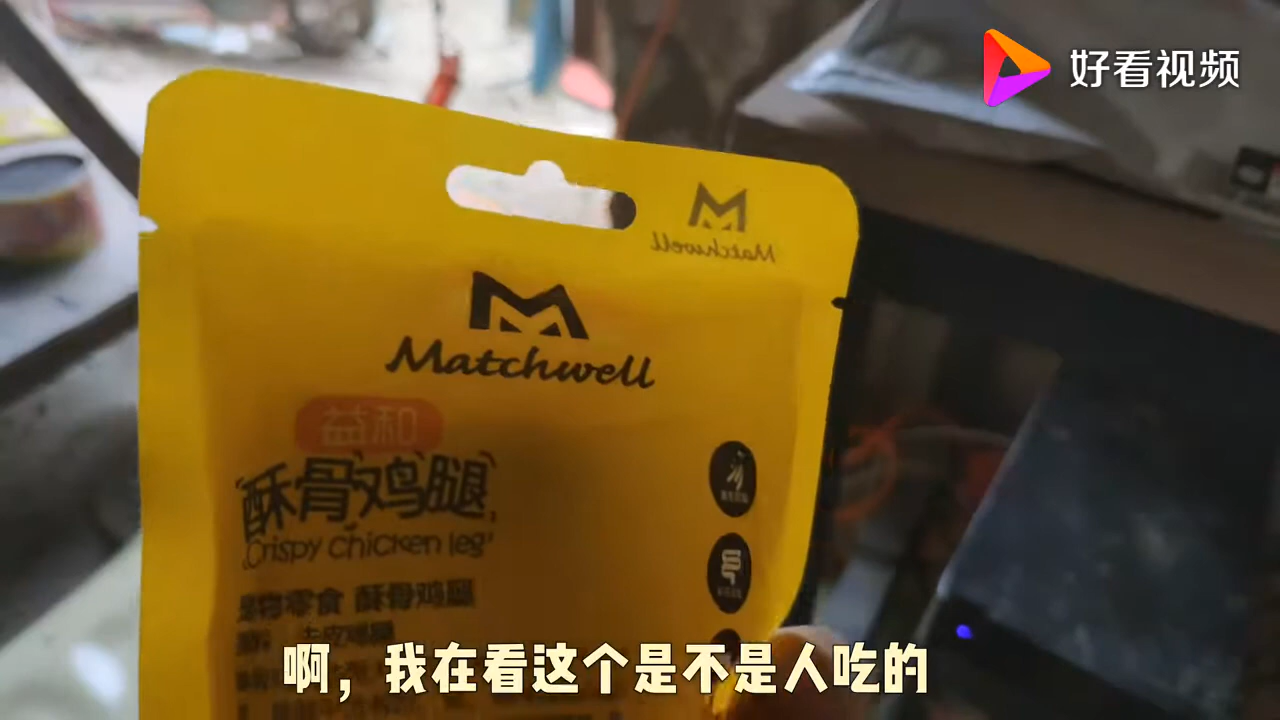 好看视频
Matchwell
Matchwell
益和
酥骨鸡腿
Crispy chicken leg
宠物零食 酥骨鸡腿
啊，我在看这个是不是人吃的